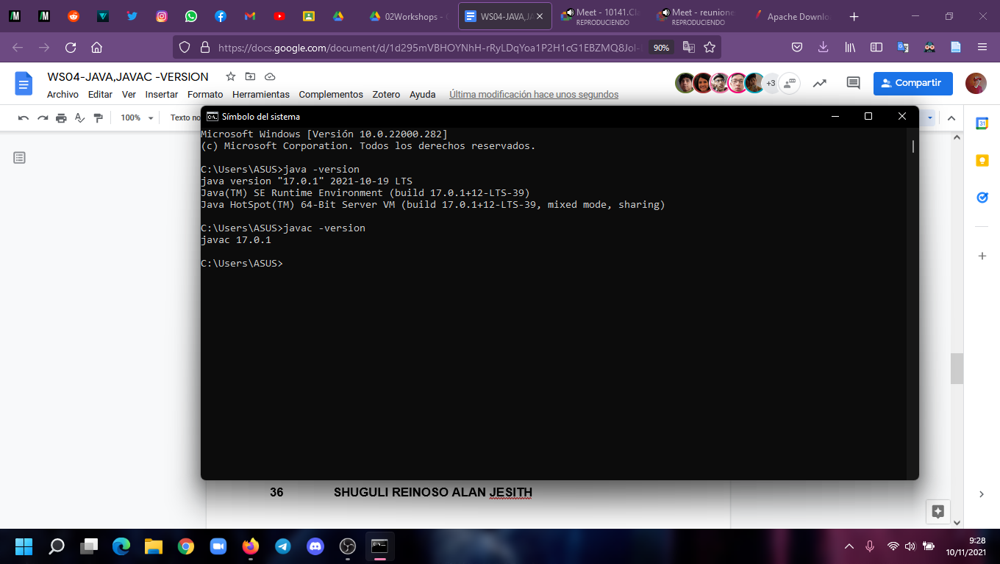 02Workshops - G
WS04-JAVA,JA
Meet - 10141.Cla
REPRODUCIENDO
Meet - reunione
REPRODUCIENDO
Apache Downlo
https://docs.google.com/document/d/1d295mVBHOYNhH-rRyLDqYoa1P2H1cG1EBZMQ8Jol-
90%
WS04-JAVA,JAVAC -VERSION
Archivo Editar Ver Insertar Formato Herramientas Complementos Zotero Ayuda Última modificación hace unos segundos
+3
Compartir
100%
Texto no
31
Símbolo del sistema
Microsoft Windows [Versión 10.0.22000.282]
(c) Microsoft Corporation. Todos los derechos reservados.
C:\Users\ASUS>java -version
java version "17.0.1" 2021-10-19 LTS
Java(TM) SE Runtime Environment (build 17.0.1+12-LTS-39)
Java HotSpot(TM) 64-Bit Server VM (build 17.0.1+12-LTS-39, mixed mode, sharing)
C:\Users\ASUS>javac -version
javac 17.0.1
C:\Users\ASUS>
36 SHUGULI REINOSO ALAN JESITH
9:28
10/11/2021